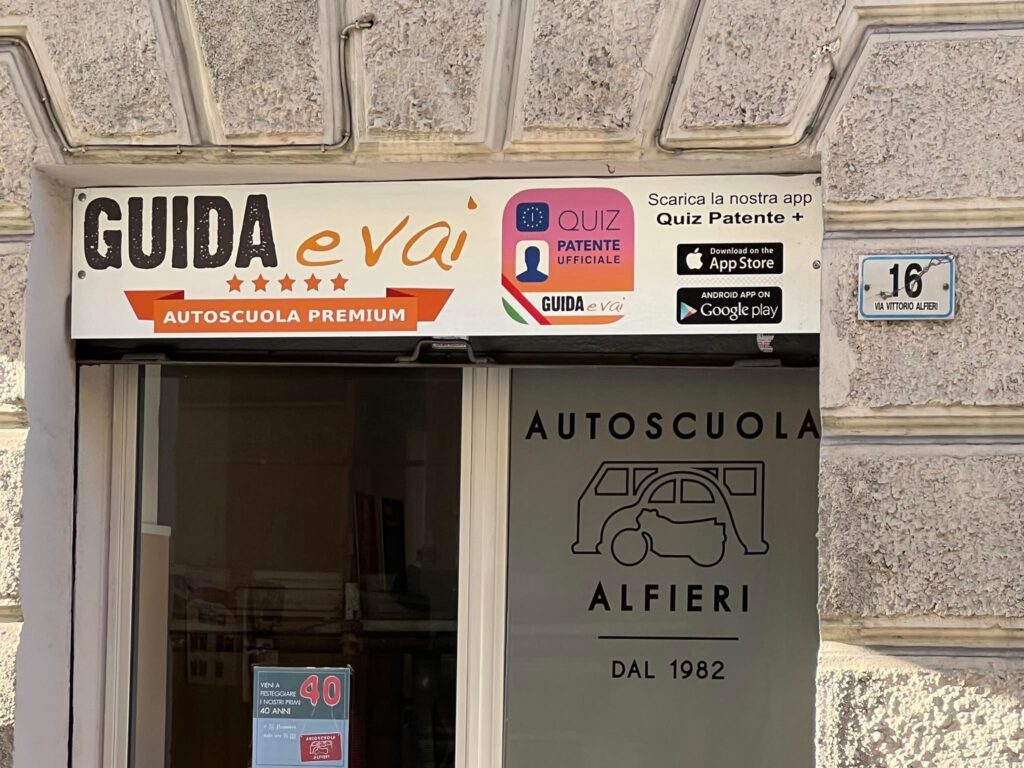 GUIDA e vai
AUTOSCUOLA PREMIUM
QUIZ
PATENTE
UFFICIALE
GUIDA e vai
Scarica la nostra app
Quiz Patente +
Download on the
App Store
ANDROID APP ON
Google play
16
VIA VITTORIO ALFIERI
AUTOSCUOLA
ALFIERI
DAL 1982
VIENI A
FESTEGGIARE
I NOSTRI PRIMI
40 ANNI
40
AUTOSCUOLA
ALFIERI